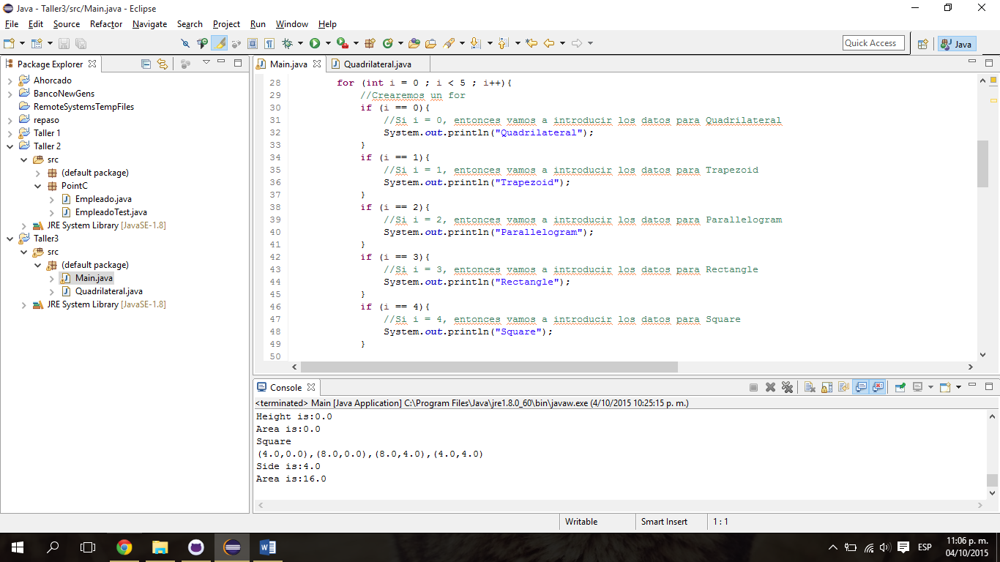 Java - Taller3/src/Main.java - Eclipse
File Edit Source Refactor Navigate Search Project Run Window Help
Quick Access
Java
Package Explorer
Ahorcado
BancoNewGens
RemoteSystemsTempFiles
repaso
Taller 1
Taller 2
src
(default package)
PointC
Empleado.java
EmpleadoTest.java
JRE System Library [JavaSE-1.8]
Taller3
src
(default package)
Main.java
Quadrilateral.java
JRE System Library [JavaSE-1.8]
Main.java Quadrilateral.java
28 for (int i = 0 ; i < 5 ; i++){
29 //Crearemos un for
30 if (i == 0){
31 //Si i = 0, entonces vamos a introducir los datos para Quadrilateral
32 System.out.println("Quadrilateral");
33 }
34 if (i == 1){
35 //Si i = 1, entonces vamos a introducir los datos para Trapezoid
36 System.out.println("Trapezoid");
37 }
38 if (i == 2){
39 //Si i = 2, entonces vamos a introducir los datos para Parallelogram
40 System.out.println("Parallelogram");
41 }
42 if (i == 3){
43 //Si i = 3, entonces vamos a introducir los datos para Rectangle
44 System.out.println("Rectangle");
45 }
46 if (i == 4){
47 //Si i = 4, entonces vamos a introducir los datos para Square
48 System.out.println("Square");
49 }
50
Console
<terminated> Main [Java Application] C:\Program Files\Java\jre1.8.0_60\bin\javaw.exe (4/10/2015 10:25:15 p. m.)
Height is:0.0
Area is:0.0
Square
(4.0,0.0),(8.0,0.0),(8.0,4.0),(4.0,4.0)
Side is:4.0
Area is:16.0
Writable Smart Insert 1 : 1
ESP
11:06 p. m.
04/10/2015